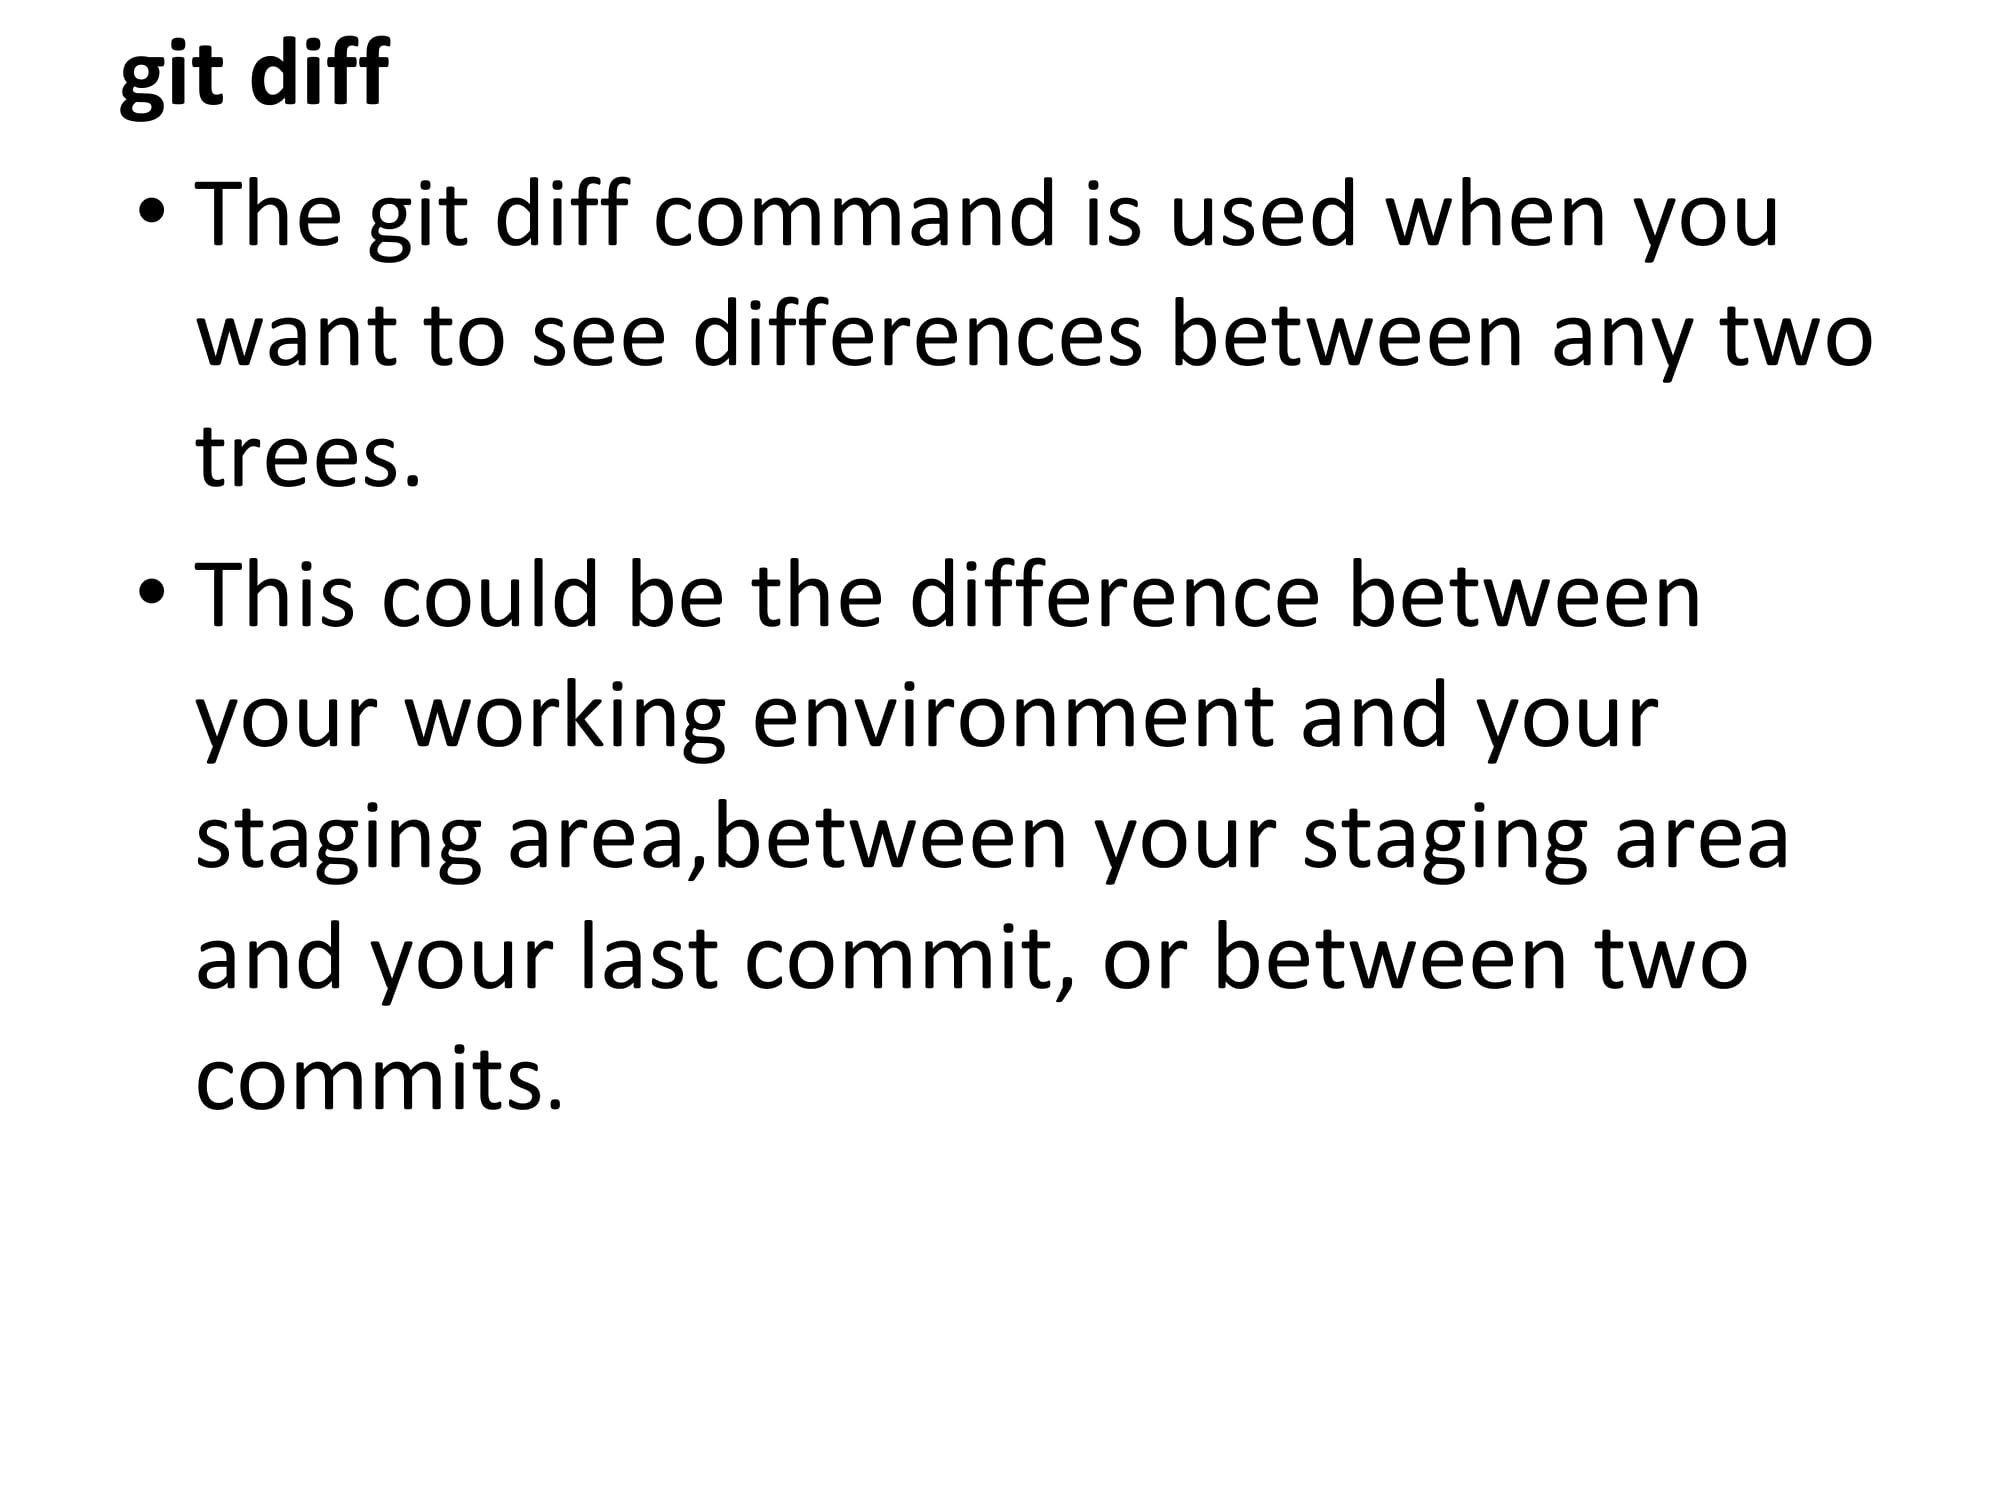 git diff
• The git diff command is used when you
want to see differences between any two
trees.
• This could be the difference between
your working environment and your
staging area,between your staging area
and your last commit, or between two
commits.